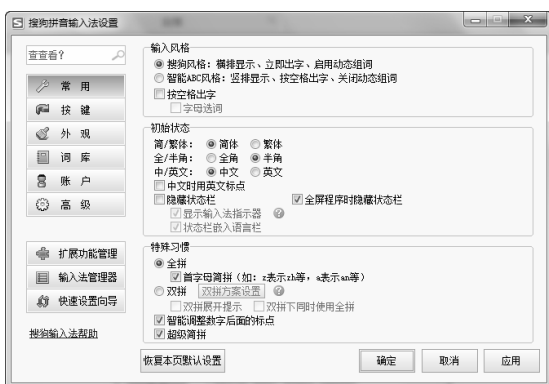 搜狗拼音输入法设置
查查看?
常 用
按 键
外 观
词 库
账 户
高 级
扩展功能管理
输入法管理器
快速设置向导
搜狗输入法帮助
输入风格
搜狗风格：横排显示、立即出字、启用动态组词
智能ABC风格：竖排显示、按空格出字、关闭动态组词
按空格出字
字母选词
初始状态
简/繁体： 简体 繁体
全/半角： 全角 半角
中/英文： 中文 英文
中文时用英文标点
隐藏状态栏 全屏程序时隐藏状态栏
显示输入法指示器
状态栏嵌入语言栏
特殊习惯
全拼
首字母简拼（如：z表示zh等，a表示an等）
双拼 双拼方案设置
双拼展开提示 双拼下同时使用全拼
智能调整数字后面的标点
超级简拼
恢复本页默认设置 确定 取消 应用